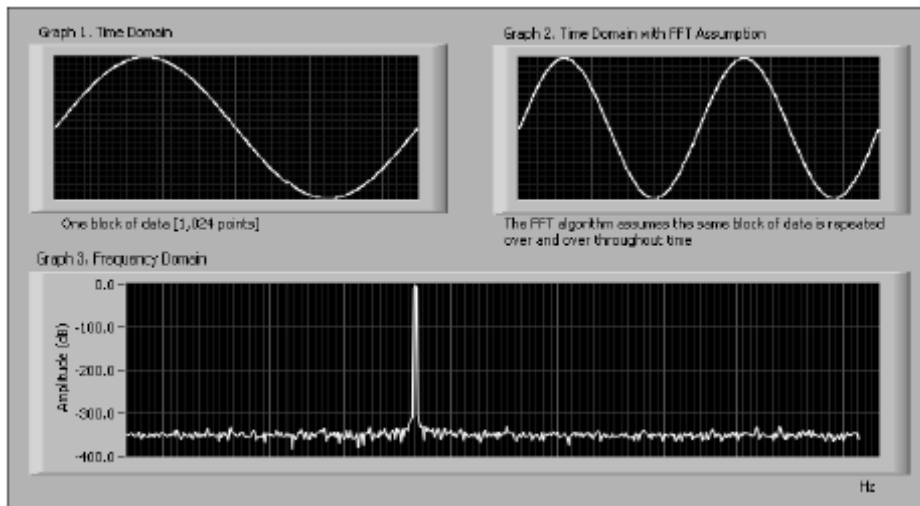 Graph 1. Time Domain
Graph 2. Time Domain with FFT Assumption
One block of data [1,024 points]
The FFT algorithm assumes the same block of data is repeated
over and over throughout time
Graph 3. Frequency Domain
Amplitude (dB)
0.0
-100.0
-200.0
-300.0
-400.0
Hz